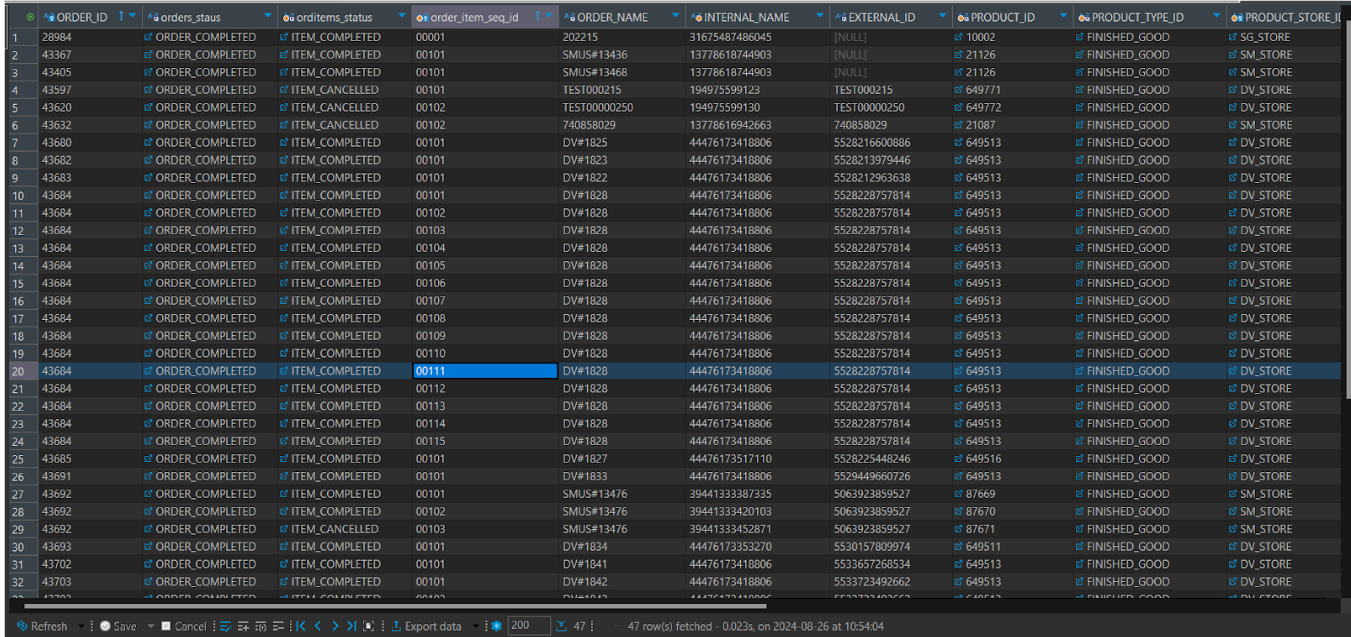 ORDER_ID orders_staus orditems_status order_item_seq_id ORDER_NAME INTERNAL_NAME EXTERNAL_ID PRODUCT_ID PRODUCT_TYPE_ID PRODUCT_STORE_ID
1 28984 ORDER_COMPLETED ITEM_COMPLETED 00001 202215 31675487486045 [NULL] 10002 FINISHED_GOOD SG_STORE
2 43367 ORDER_COMPLETED ITEM_COMPLETED 00101 SMUS#13436 13778618744903 [NULL] 21126 FINISHED_GOOD SM_STORE
3 43405 ORDER_COMPLETED ITEM_COMPLETED 00101 SMUS#13468 13778618744903 [NULL] 21126 FINISHED_GOOD SM_STORE
4 43597 ORDER_COMPLETED ITEM_CANCELLED 00101 TEST000215 194975599123 TEST000215 649771 FINISHED_GOOD DV_STORE
5 43620 ORDER_COMPLETED ITEM_COMPLETED 00102 TEST00000250 194975599130 TEST00000250 649772 FINISHED_GOOD DV_STORE
6 43632 ORDER_COMPLETED ITEM_CANCELLED 00102 740858029 13778616942663 740858029 21087 FINISHED_GOOD SM_STORE
7 43680 ORDER_COMPLETED ITEM_COMPLETED 00101 DV#1825 44476173418806 5528216600886 649513 FINISHED_GOOD DV_STORE
8 43682 ORDER_COMPLETED ITEM_COMPLETED 00101 DV#1823 44476173418806 5528213979446 649513 FINISHED_GOOD DV_STORE
9 43683 ORDER_COMPLETED ITEM_COMPLETED 00101 DV#1822 44476173418806 5528212963638 649513 FINISHED_GOOD DV_STORE
10 43684 ORDER_COMPLETED ITEM_COMPLETED 00101 DV#1828 44476173418806 5528228757814 649513 FINISHED_GOOD DV_STORE
11 43684 ORDER_COMPLETED ITEM_COMPLETED 00102 DV#1828 44476173418806 5528228757814 649513 FINISHED_GOOD DV_STORE
12 43684 ORDER_COMPLETED ITEM_COMPLETED 00103 DV#1828 44476173418806 5528228757814 649513 FINISHED_GOOD DV_STORE
13 43684 ORDER_COMPLETED ITEM_COMPLETED 00104 DV#1828 44476173418806 5528228757814 649513 FINISHED_GOOD DV_STORE
14 43684 ORDER_COMPLETED ITEM_COMPLETED 00105 DV#1828 44476173418806 5528228757814 649513 FINISHED_GOOD DV_STORE
15 43684 ORDER_COMPLETED ITEM_COMPLETED 00106 DV#1828 44476173418806 5528228757814 649513 FINISHED_GOOD DV_STORE
16 43684 ORDER_COMPLETED ITEM_COMPLETED 00107 DV#1828 44476173418806 5528228757814 649513 FINISHED_GOOD DV_STORE
17 43684 ORDER_COMPLETED ITEM_COMPLETED 00108 DV#1828 44476173418806 5528228757814 649513 FINISHED_GOOD DV_STORE
18 43684 ORDER_COMPLETED ITEM_COMPLETED 00109 DV#1828 44476173418806 5528228757814 649513 FINISHED_GOOD DV_STORE
19 43684 ORDER_COMPLETED ITEM_COMPLETED 00110 DV#1828 44476173418806 5528228757814 649513 FINISHED_GOOD DV_STORE
20 43684 ORDER_COMPLETED ITEM_COMPLETED 00111 DV#1828 44476173418806 5528228757814 649513 FINISHED_GOOD DV_STORE
21 43684 ORDER_COMPLETED ITEM_COMPLETED 00112 DV#1828 44476173418806 5528228757814 649513 FINISHED_GOOD DV_STORE
22 43684 ORDER_COMPLETED ITEM_COMPLETED 00113 DV#1828 44476173418806 5528228757814 649513 FINISHED_GOOD DV_STORE
23 43684 ORDER_COMPLETED ITEM_COMPLETED 00114 DV#1828 44476173418806 5528228757814 649513 FINISHED_GOOD DV_STORE
24 43684 ORDER_COMPLETED ITEM_COMPLETED 00115 DV#1828 44476173418806 5528228757814 649513 FINISHED_GOOD DV_STORE
25 43685 ORDER_COMPLETED ITEM_COMPLETED 00101 DV#1827 44476173517110 5528225448246 649516 FINISHED_GOOD DV_STORE
26 43691 ORDER_COMPLETED ITEM_COMPLETED 00101 DV#1833 44476173418806 5529449660726 649513 FINISHED_GOOD DV_STORE
27 43692 ORDER_COMPLETED ITEM_COMPLETED 00101 SMUS#13476 39441333387335 5063923859527 87669 FINISHED_GOOD SM_STORE
28 43692 ORDER_COMPLETED ITEM_COMPLETED 00102 SMUS#13476 39441333420103 5063923859527 87670 FINISHED_GOOD SM_STORE
29 43692 ORDER_COMPLETED ITEM_CANCELLED 00103 SMUS#13476 39441333452871 5063923859527 87671 FINISHED_GOOD SM_STORE
30 43693 ORDER_COMPLETED ITEM_COMPLETED 00101 DV#1834 44476173353270 5530157809974 649511 FINISHED_GOOD DV_STORE
31 43702 ORDER_COMPLETED ITEM_COMPLETED 00101 DV#1841 44476173418806 5533657268534 649513 FINISHED_GOOD DV_STORE
32 43703 ORDER_COMPLETED ITEM_COMPLETED 00101 DV#1842 44476173418806 5533723492662 649513 FINISHED_GOOD DV_STORE
Refresh Save Cancel Export data 200 47 47 row(s) fetched - 0.023s, on 2024-08-26 at 10:54:04